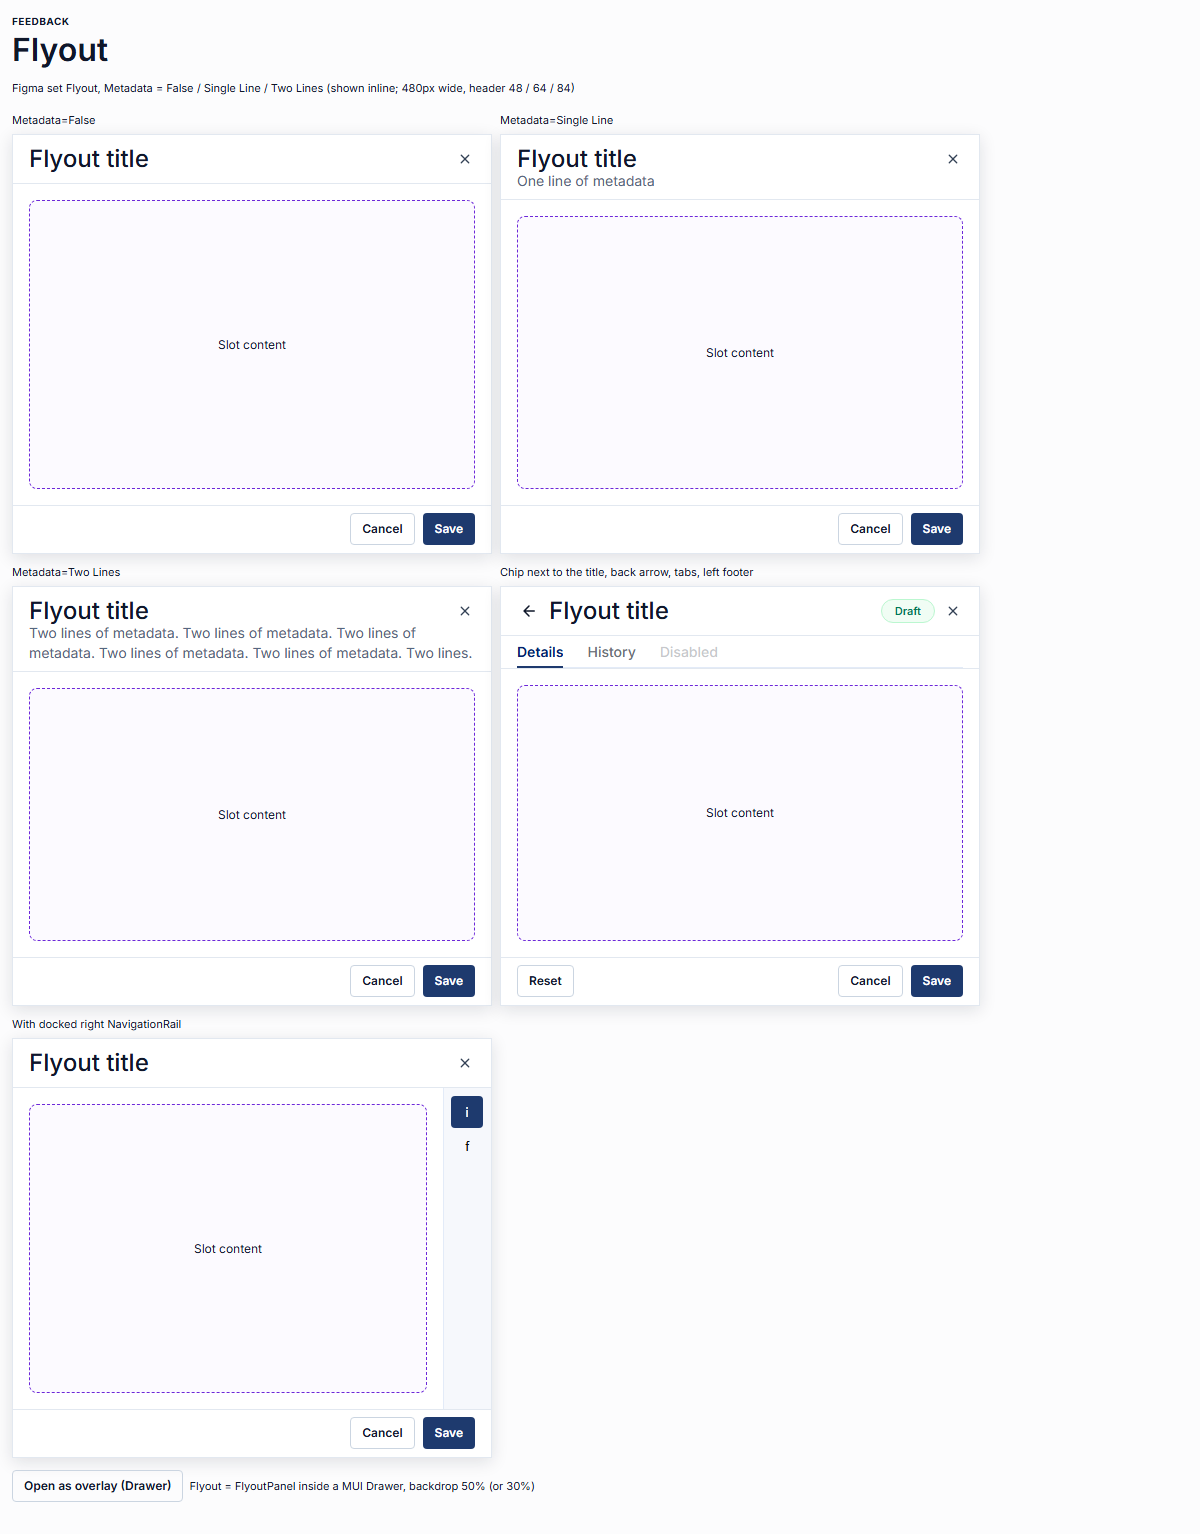 FEEDBACK
Flyout
Figma set Flyout, Metadata = False / Single Line / Two Lines (shown inline; 480px wide, header 48 / 64 / 84)
Metadata=False
Flyout title
Slot content
Cancel
Save
Metadata=Single Line
Flyout title
One line of metadata
Slot content
Cancel
Save
Metadata=Two Lines
Flyout title
Two lines of metadata. Two lines of metadata. Two lines of
metadata. Two lines of metadata. Two lines of metadata. Two lines.
Slot content
Cancel
Save
Chip next to the title, back arrow, tabs, left footer
Flyout title
Draft
Details
History
Disabled
Slot content
Reset
Cancel
Save
With docked right NavigationRail
Flyout title
i
f
Slot content
Cancel
Save
Open as overlay (Drawer)
Flyout = FlyoutPanel inside a MUI Drawer, backdrop 50% (or 30%)